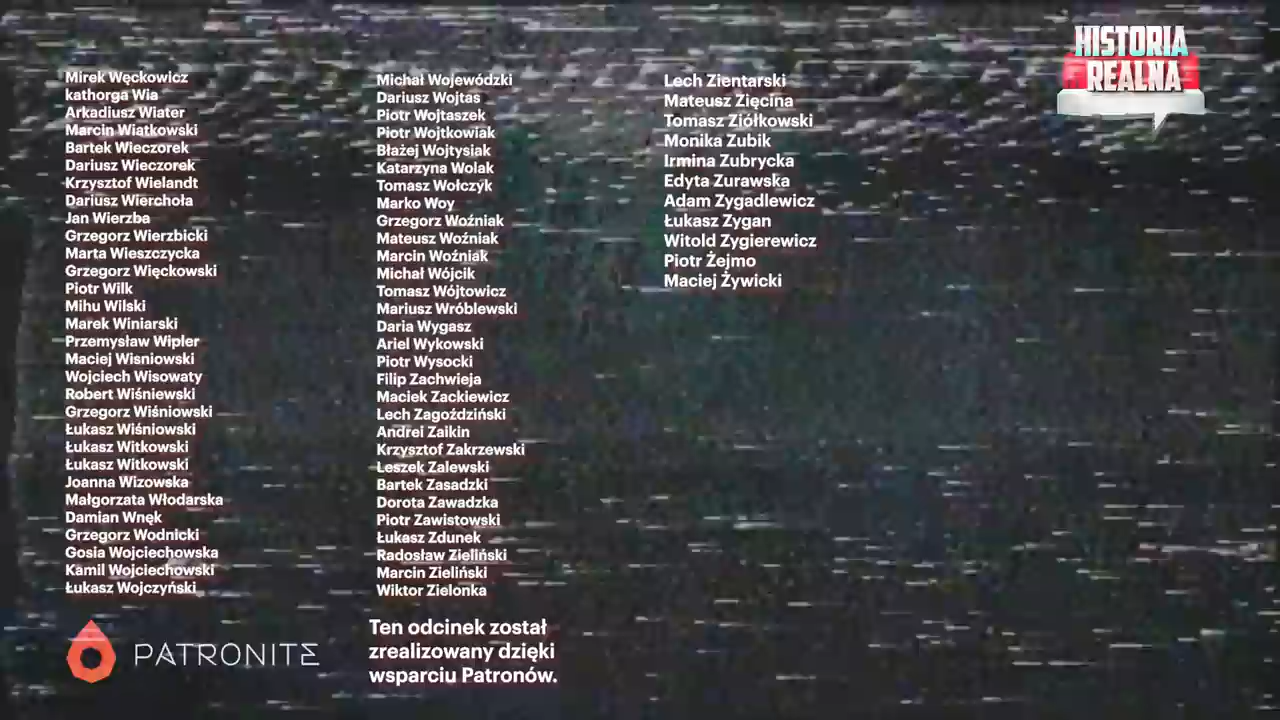 Mirek Węckowicz
kathorga Wia
Arkadiusz Wiater
Marcin Wiatkowski
Bartek Wieczorek
Dariusz Wieczorek
Krzysztof Wielandt
Dariusz Wierchoła
Jan Wierzba
Grzegorz Wierzbicki
Marta Wieszczycka
Grzegorz Więckowski
Piotr Wilk
Mihu Wilski
Marek Winiarski
Przemysław Wipler
Maciej Wisniowski
Wojciech Wisowaty
Robert Wiśniewski
Grzegorz Wiśniowski
Łukasz Wiśniowski
Łukasz Witkowski
Łukasz Witkowski
Joanna Wizowska
Małgorzata Włodarska
Damian Wnęk
Grzegorz Wodnicki
Gosia Wojciechowska
Kamil Wojciechowski
Łukasz Wojczyński
Michał Wojewódzki
Dariusz Wojtas
Piotr Wojtaszek
Piotr Wojtkowiak
Błażej Wojtysiak
Katarzyna Wolak
Tomasz Wołczyk
Marko Woy
Grzegorz Woźniak
Mateusz Woźniak
Marcin Woźniak
Michał Wójcik
Tomasz Wójtowicz
Mariusz Wróblewski
Daria Wygasz
Ariel Wykowski
Piotr Wysocki
Filip Zachwieja
Maciek Zackiewicz
Lech Zagoździński
Andrei Zaikin
Krzysztof Zakrzewski
Leszek Zalewski
Bartek Zasadzki
Dorota Zawadzka
Piotr Zawistowski
Łukasz Zdunek
Radosław Zieliński
Marcin Zieliński
Wiktor Zielonka
Lech Zientarski
Mateusz Zięcina
Tomasz Ziółkowski
Monika Zubik
Irmina Zubrycka
Edyta Zurawska
Adam Zygadlewicz
Łukasz Zygan
Witold Zygierewicz
Piotr Żejmo
Maciej Żywicki
HISTORIA
REALNA
PATRONITE
Ten odcinek został
zrealizowany dzięki
wsparciu Patronów.